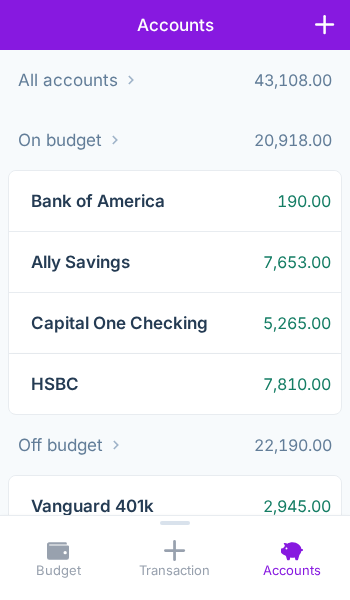 Accounts
All accounts 43,108.00
On budget 20,918.00
Bank of America 190.00
Ally Savings 7,653.00
Capital One Checking 5,265.00
HSBC 7,810.00
Off budget 22,190.00
Vanguard 401k 2,945.00
Budget Transaction Accounts